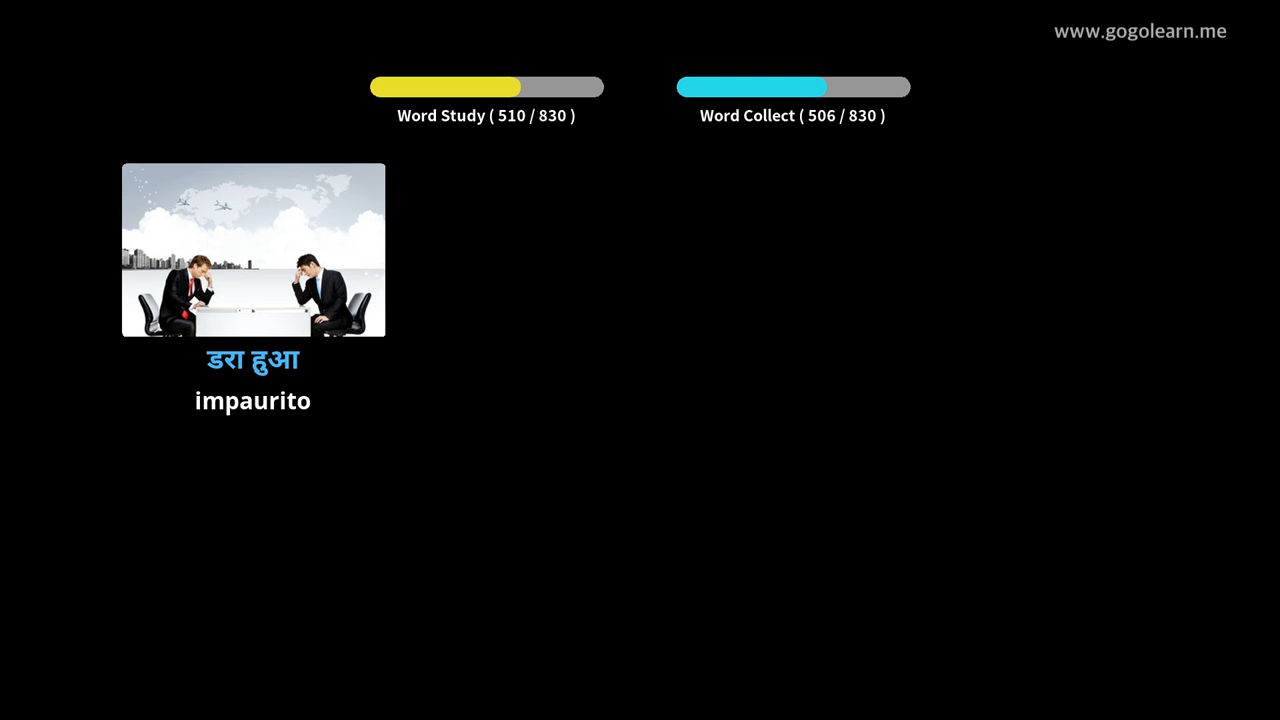 www.gogolearn.me
Word Study ( 510 / 830 )
Word Collect ( 506 / 830 )
डरा हुआ
impaurito